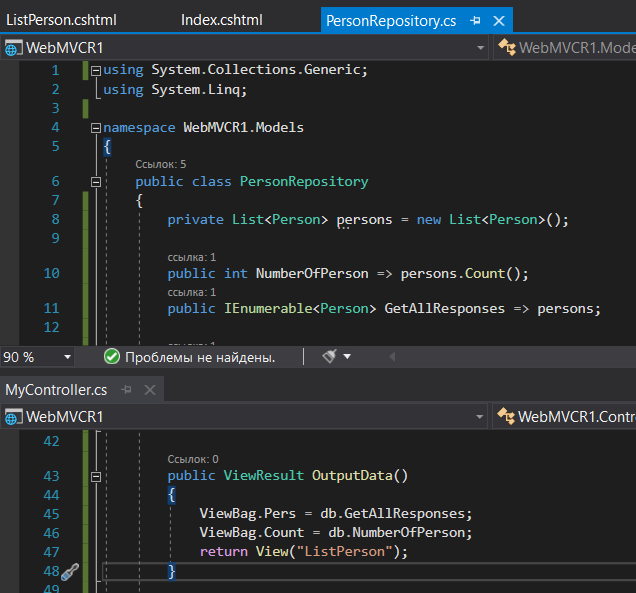 ListPerson.cshtml Index.cshtml PersonRepository.cs
WebMVCR1 WebMVCR1.Mode
1 using System.Collections.Generic;
2 using System.Linq;
3
4 namespace WebMVCR1.Models
5 {
Ссылок: 5
6 public class PersonRepository
7 {
8 private List<Person> persons = new List<Person>();
9
ссылка: 1
10 public int NumberOfPerson => persons.Count();
ссылка: 1
11 public IEnumerable<Person> GetAllResponses => persons;
12
ссылка: 1
90 % Проблемы не найдены.
MyController.cs
WebMVCR1 WebMVCR1.Contr
42
Ссылок: 0
43 public ViewResult OutputData()
44 {
45 ViewBag.Pers = db.GetAllResponses;
46 ViewBag.Count = db.NumberOfPerson;
47 return View("ListPerson");
48 }
49